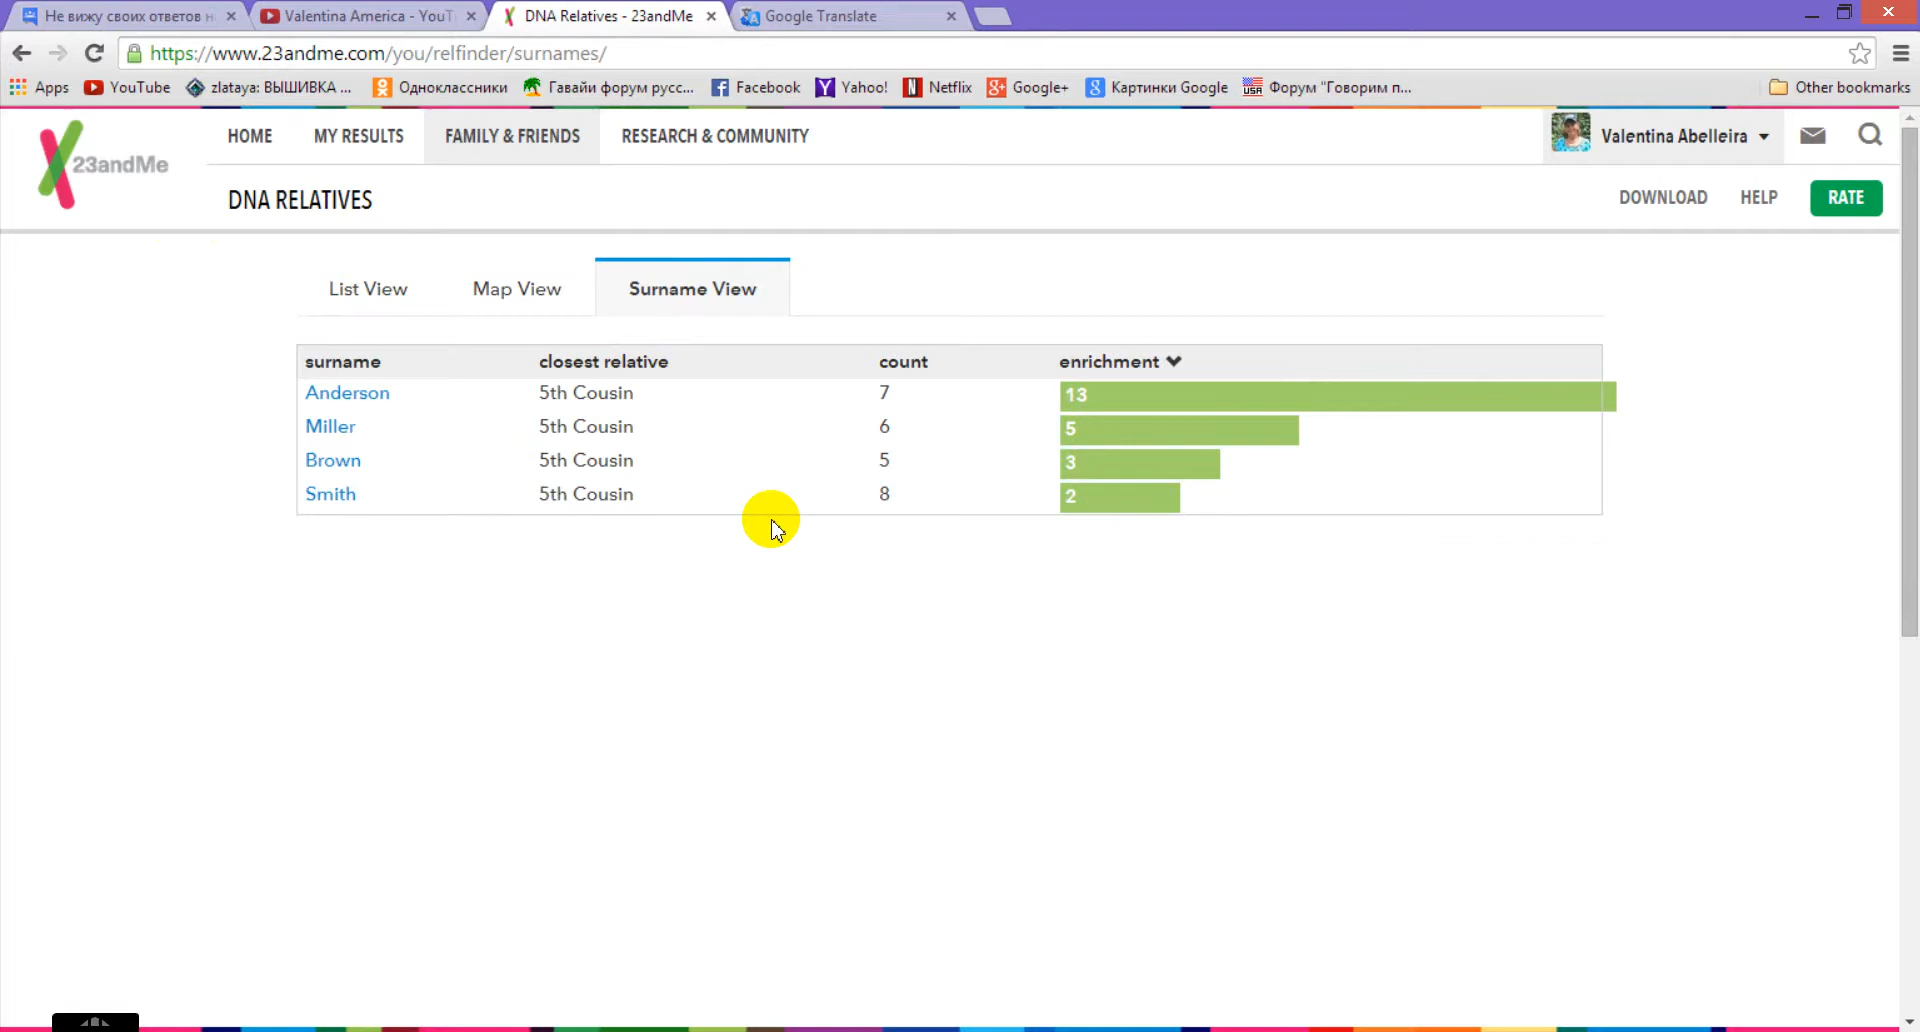 Не вижу своих ответов н
Valentina America - YouT
DNA Relatives - 23andMe
Google Translate
https://www.23andme.com/you/relfinder/surnames/
Apps YouTube zlataya: ВЫШИВКА ... Одноклассники Гавайи форум русс... Facebook Yahoo! Netflix Google+ Картинки Google Форум "Говорим п... Other bookmarks
23andMe
HOME MY RESULTS FAMILY & FRIENDS RESEARCH & COMMUNITY Valentina Abelleira
DNA RELATIVES DOWNLOAD HELP RATE
List View Map View Surname View
surname closest relative count enrichment
Anderson 5th Cousin 7 13
Miller 5th Cousin 6 5
Brown 5th Cousin 5 3
Smith 5th Cousin 8 2